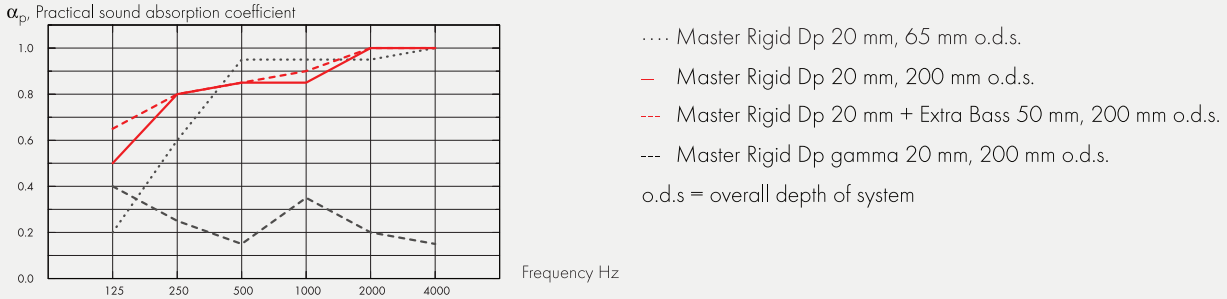 αp, Practical sound absorption coefficient
1.0
0.8
0.6
0.4
0.2
0.0
125 250 500 1000 2000 4000
Frequency Hz
Master Rigid Dp 20 mm, 65 mm o.d.s.
Master Rigid Dp 20 mm, 200 mm o.d.s.
Master Rigid Dp 20 mm + Extra Bass 50 mm, 200 mm o.d.s.
Master Rigid Dp gamma 20 mm, 200 mm o.d.s.
o.d.s = overall depth of system